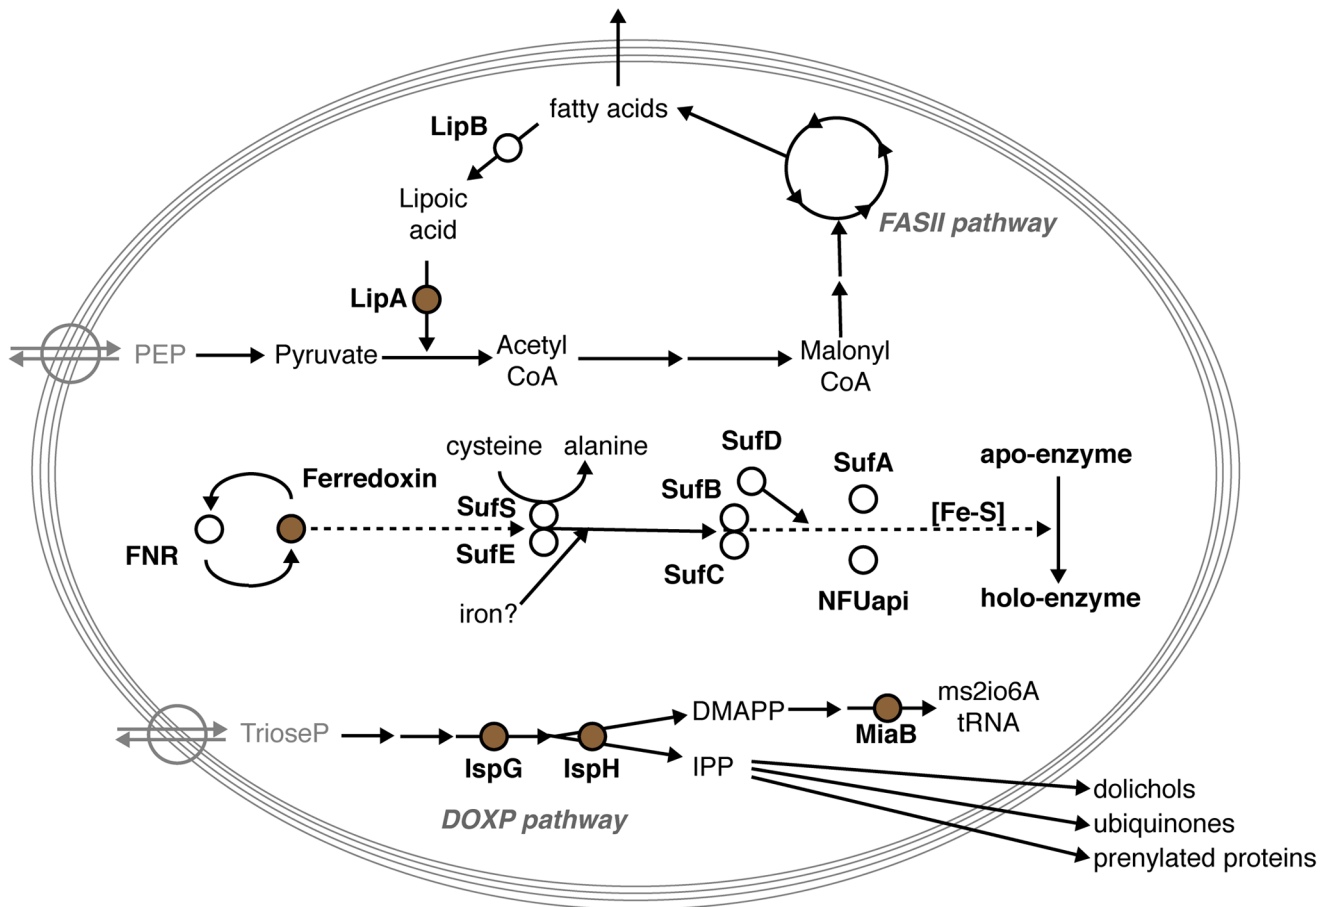 fatty acids
LipB
Lipoic
acid
FASII pathway
LipA
PEP
Pyruvate
Acetyl
CoA
Malonyl
CoA
cysteine
alanine
SufD
SufA
apo-enzyme
Ferredoxin
SufS
SufB
[Fe-S]
FNR
SufE
SufC
NFUapi
holo-enzyme
iron?
TrioseP
DMAPP
ms2io6A
tRNA
MiaB
IspG
IspH
IPP
dolichols
DOXP pathway
ubiquinones
prenylated proteins